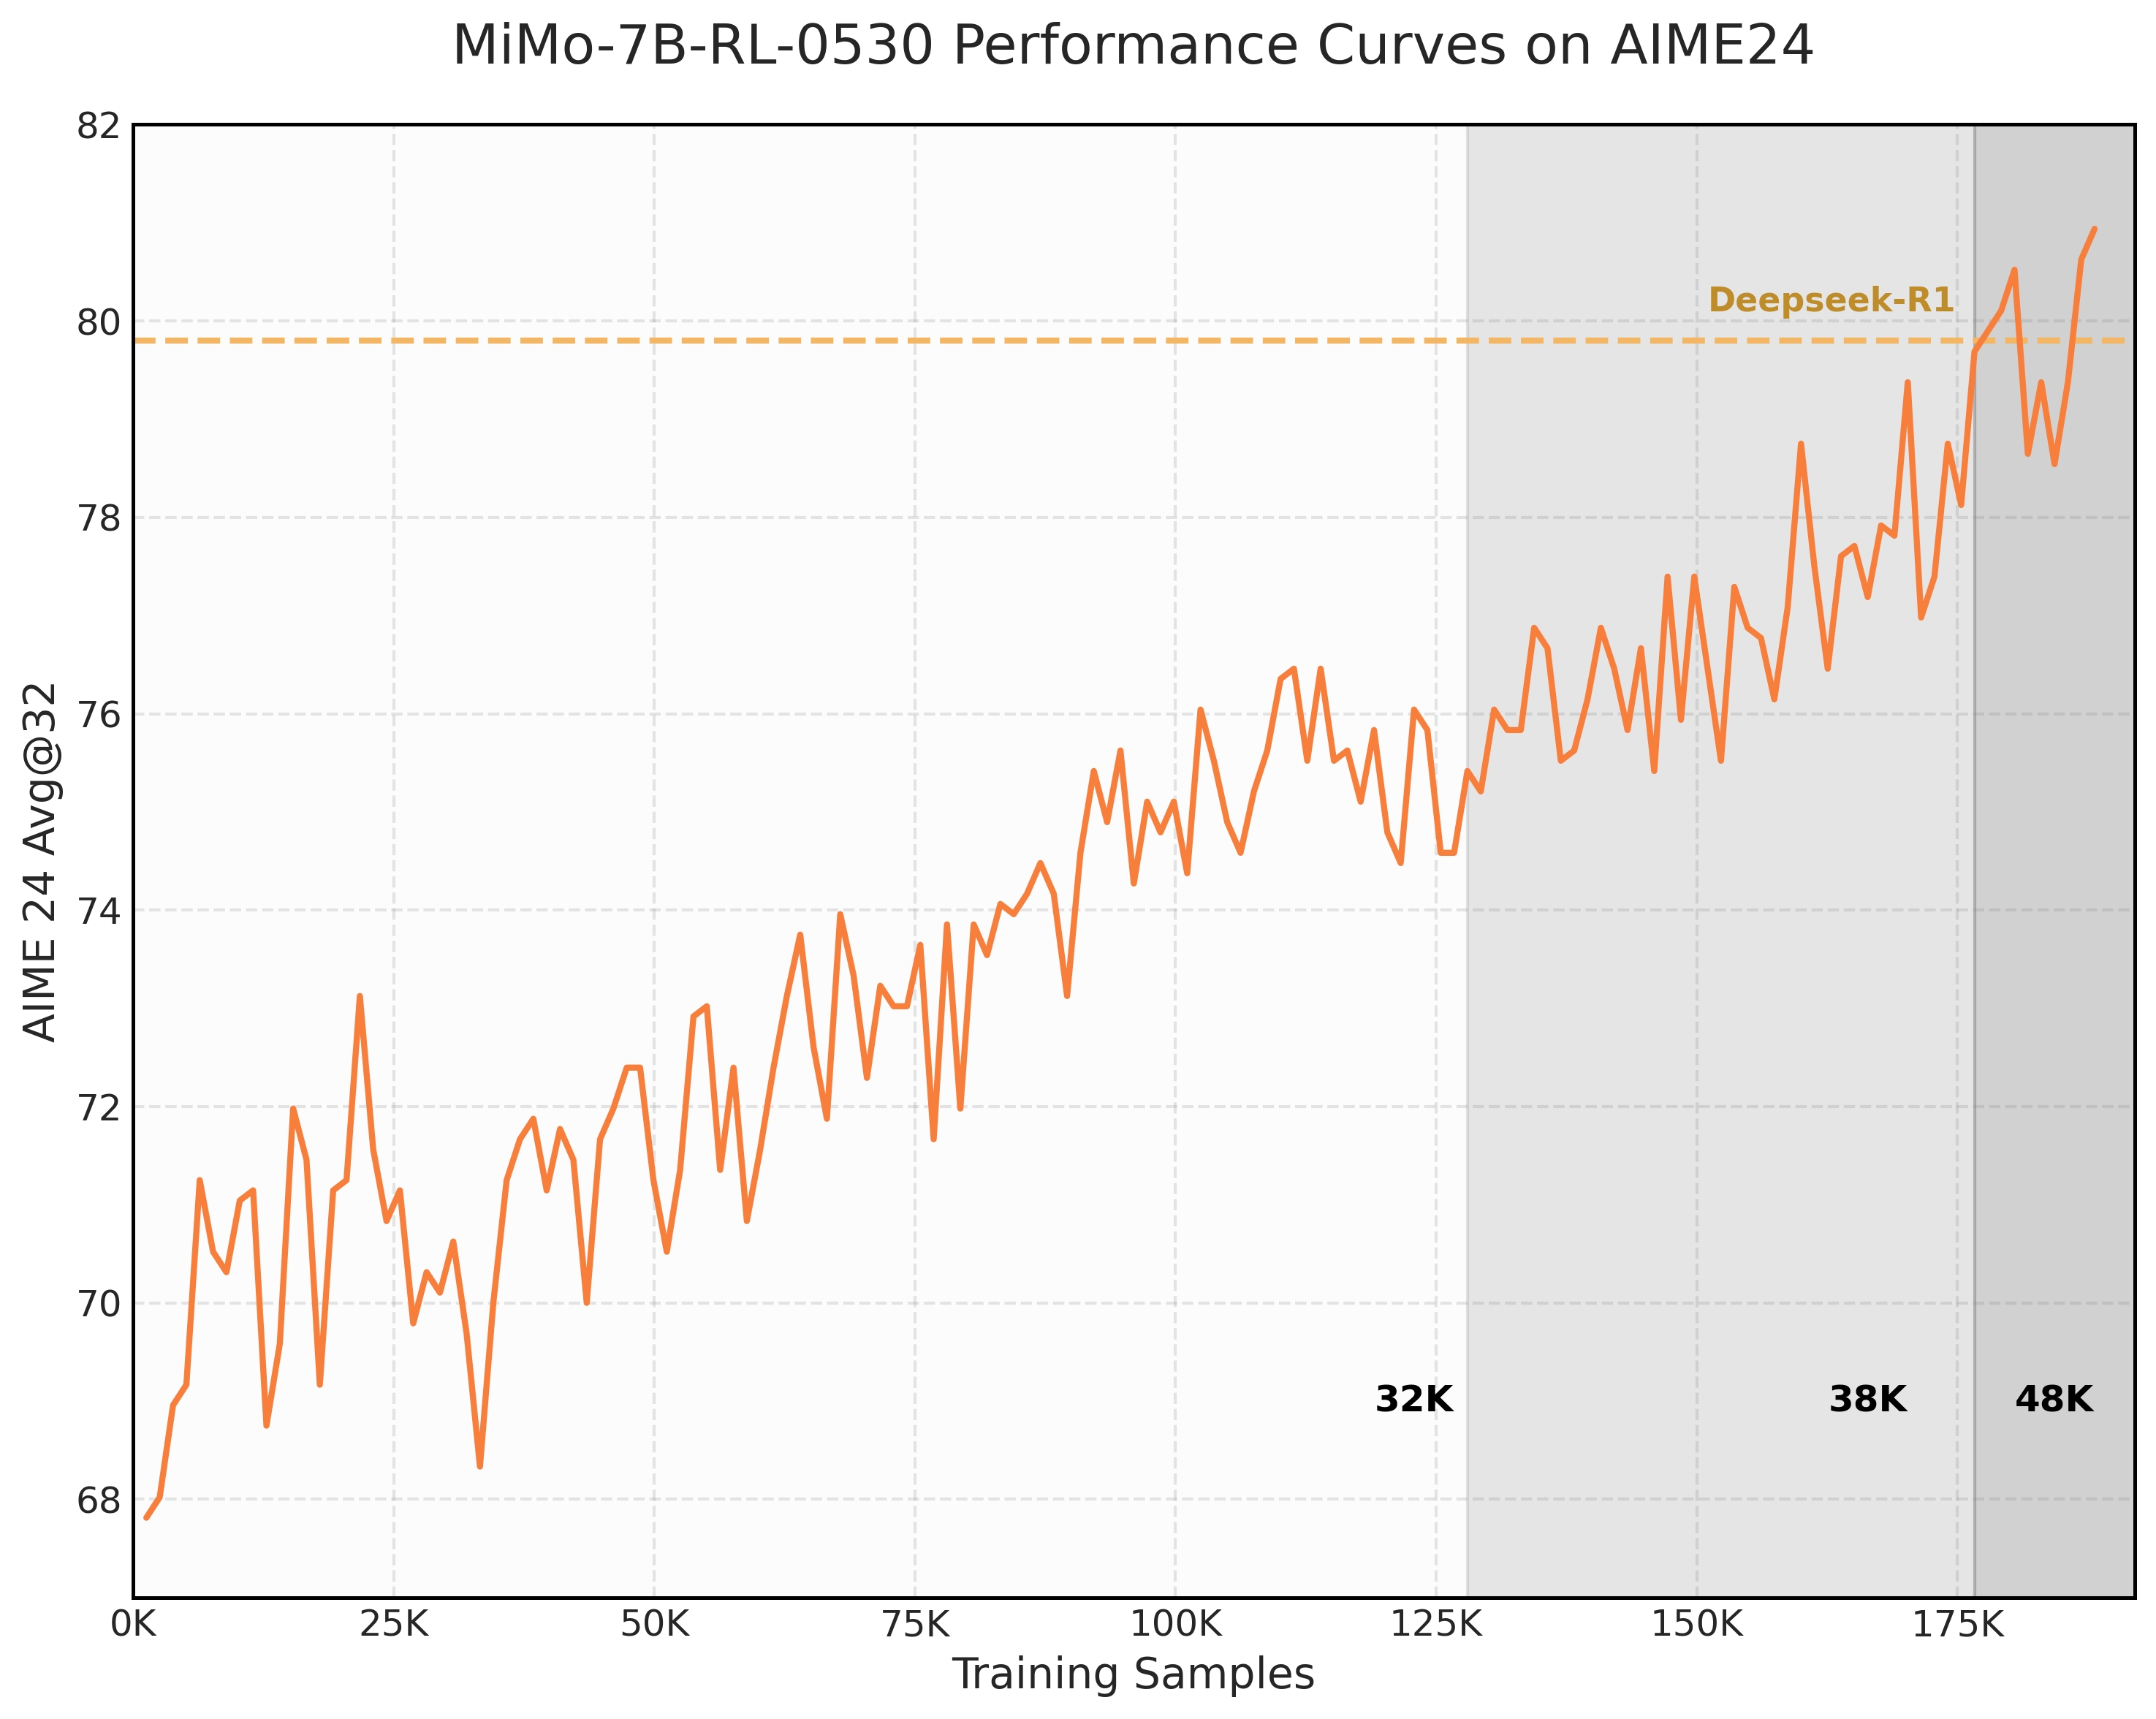 MiMo-7B-RL-0530 Performance Curves on AIME24
AIME 24 Avg@32
82
80
78
76
74
72
70
68
Deepseek-R1
32K
38K
48K
0K
25K
50K
75K
100K
125K
150K
175K
Training Samples